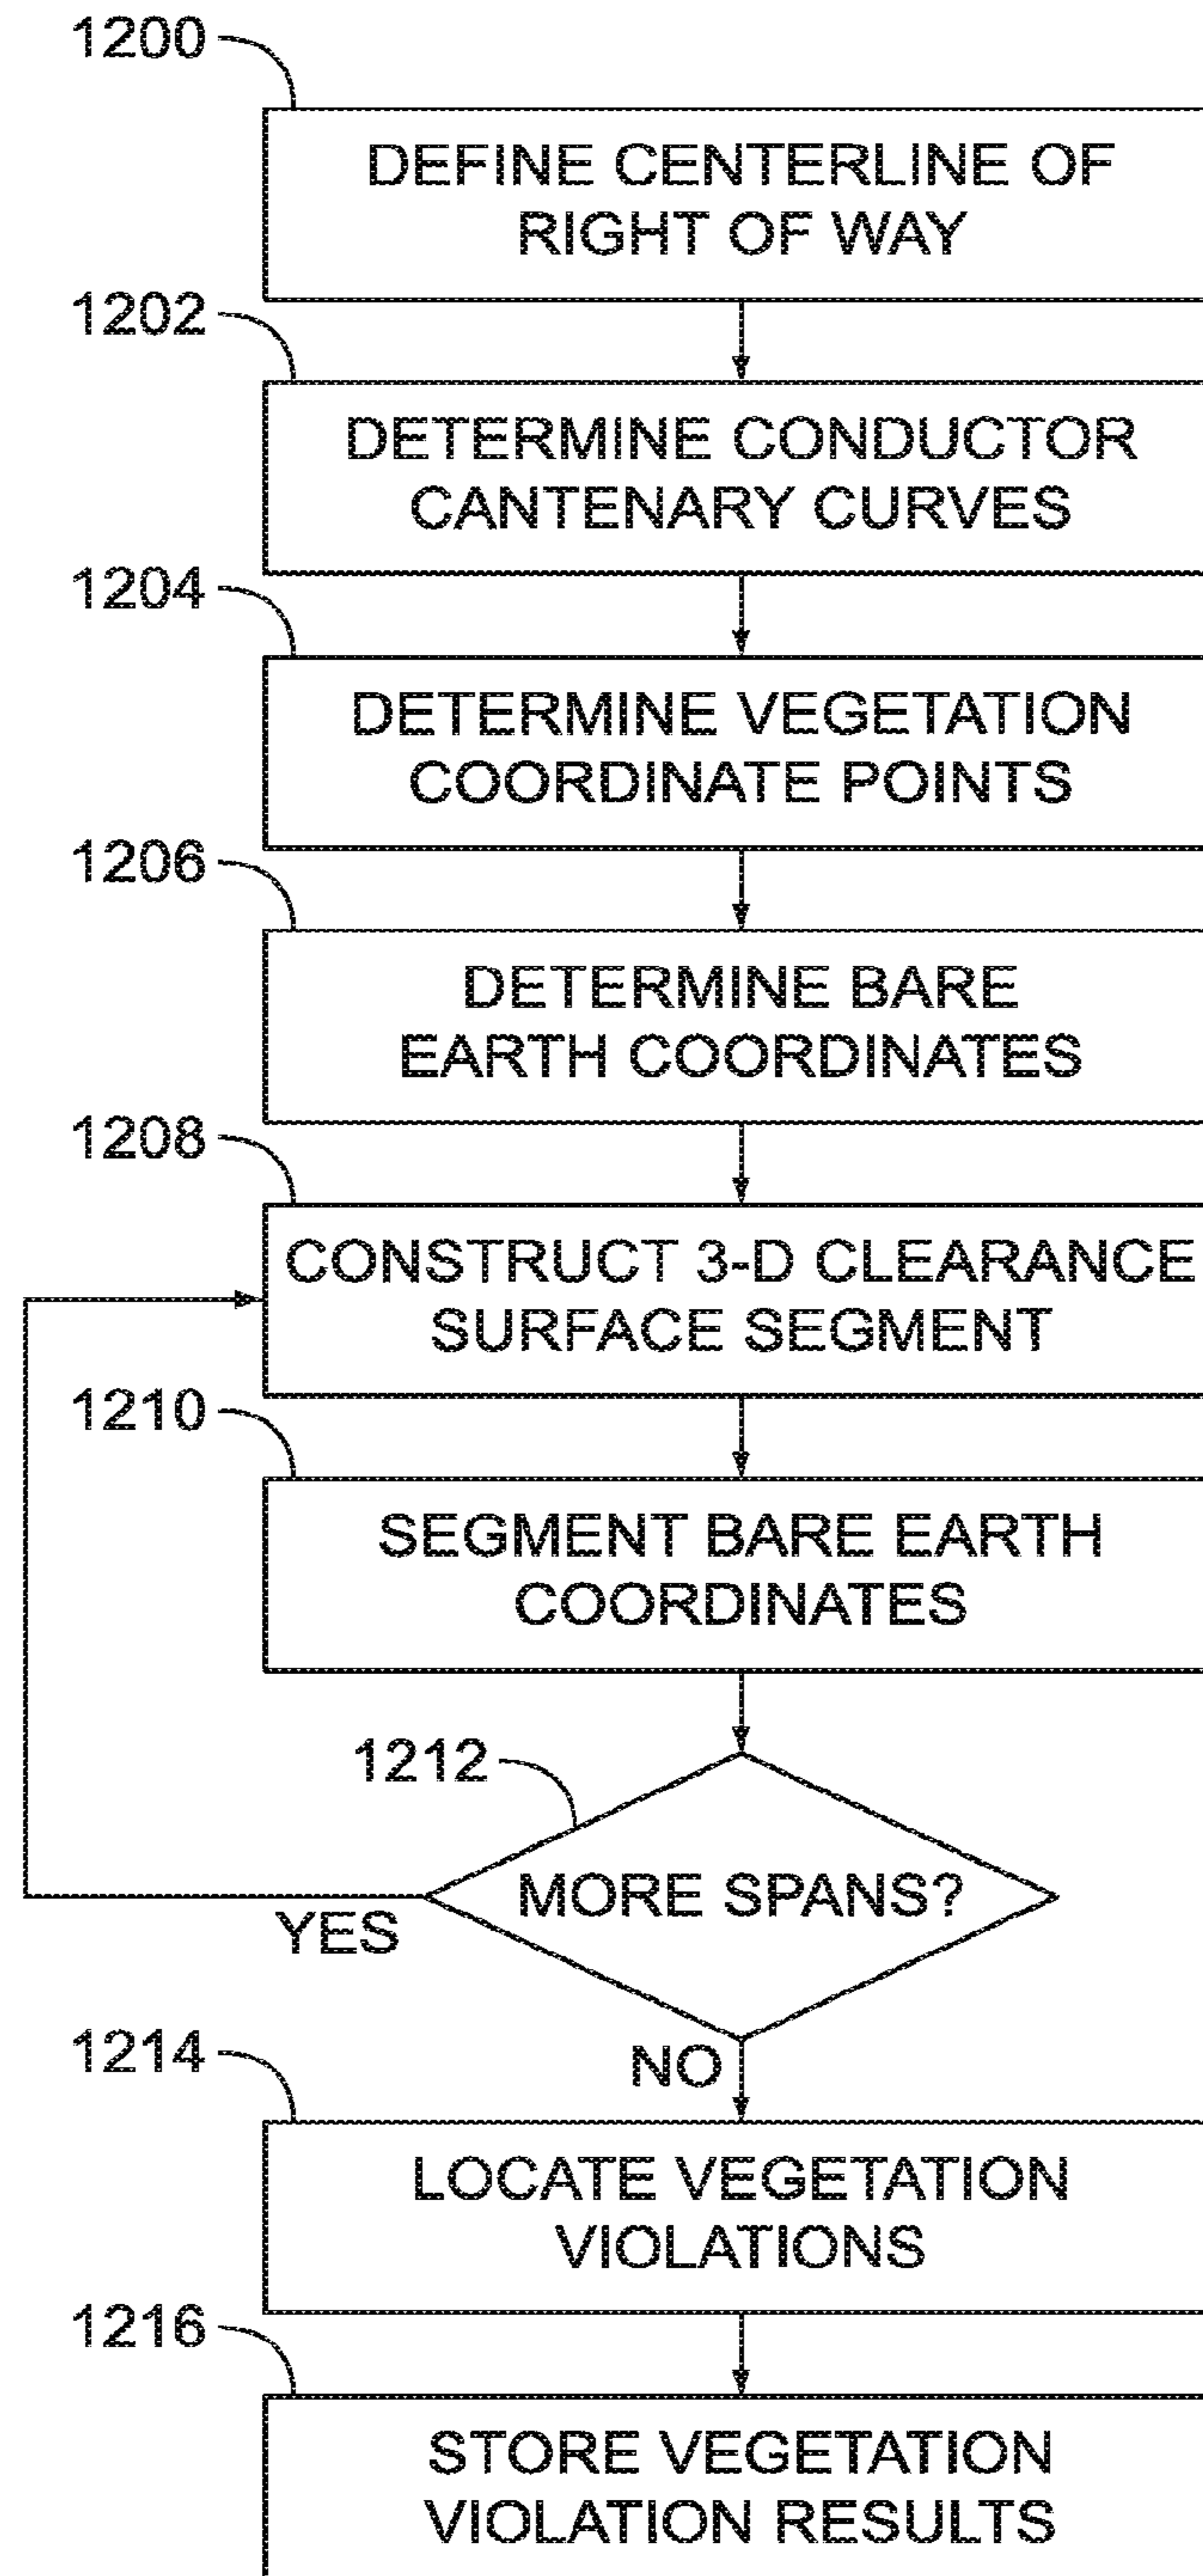 1200
DEFINE CENTERLINE OF
RIGHT OF WAY
1202
DETERMINE CONDUCTOR
CANTENARY CURVES
1204
DETERMINE VEGETATION
COORDINATE POINTS
1206
DETERMINE BARE
EARTH COORDINATES
1208
CONSTRUCT 3-D CLEARANCE
SURFACE SEGMENT
1210
SEGMENT BARE EARTH
COORDINATES
1212
MORE SPANS?
YES
NO
1214
LOCATE VEGETATION
VIOLATIONS
1216
STORE VEGETATION
VIOLATION RESULTS